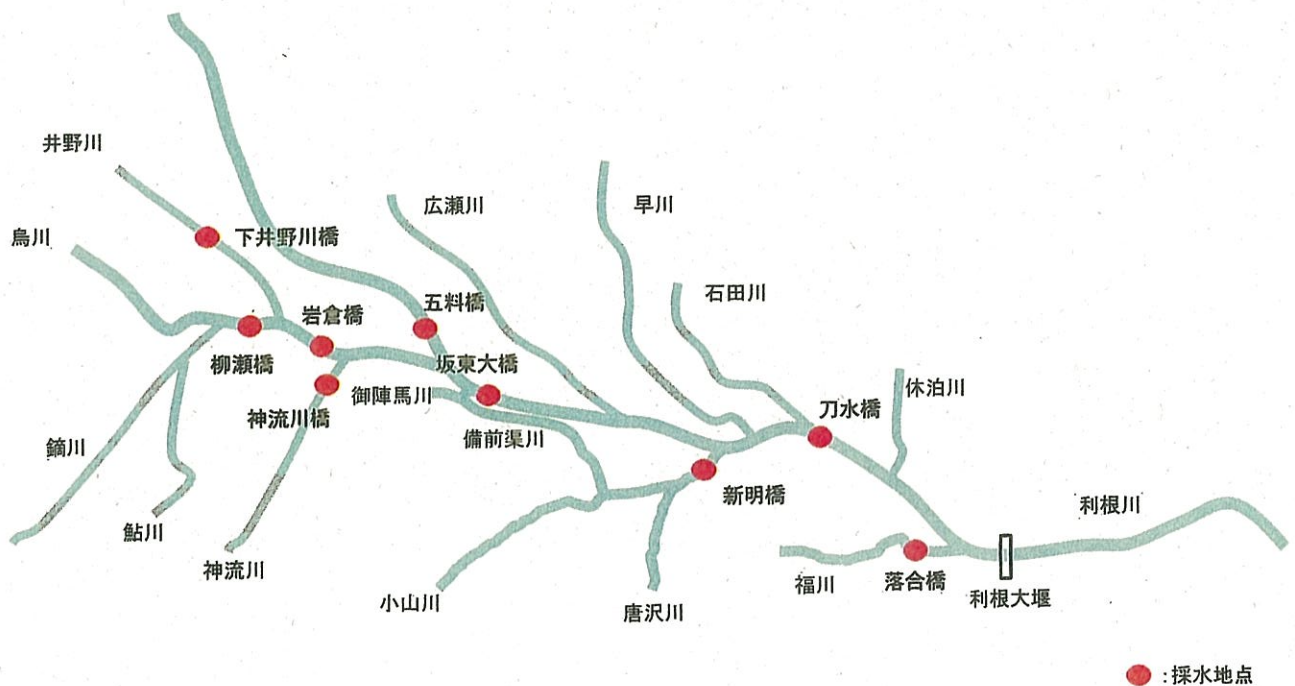 井野川
広瀬川
早川
烏川
下井野川橋
石田川
五料橋
岩倉橋
柳瀬橋
坂東大橋
御陣馬川
休泊川
刀水橋
神流川橋
備前渠川
鏑川
新明橋
利根川
鮎川
神流川
福川
落合橋
利根大堰
小山川
唐沢川
:採水地点